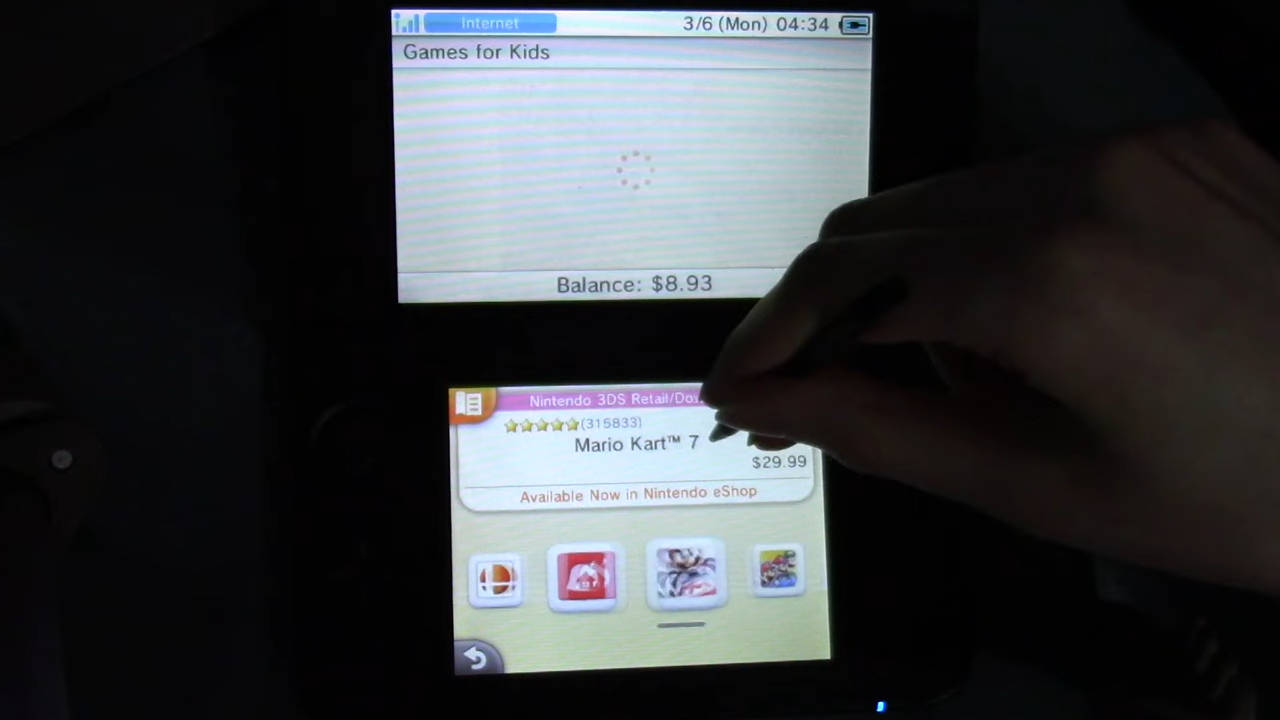 Internet
3/6 (Mon) 04:34
Games for Kids
Balance: $8.93
Nintendo 3DS Retail/
(315833)
Mario Kart™ 7
$29.99
Available Now in Nintendo eShop